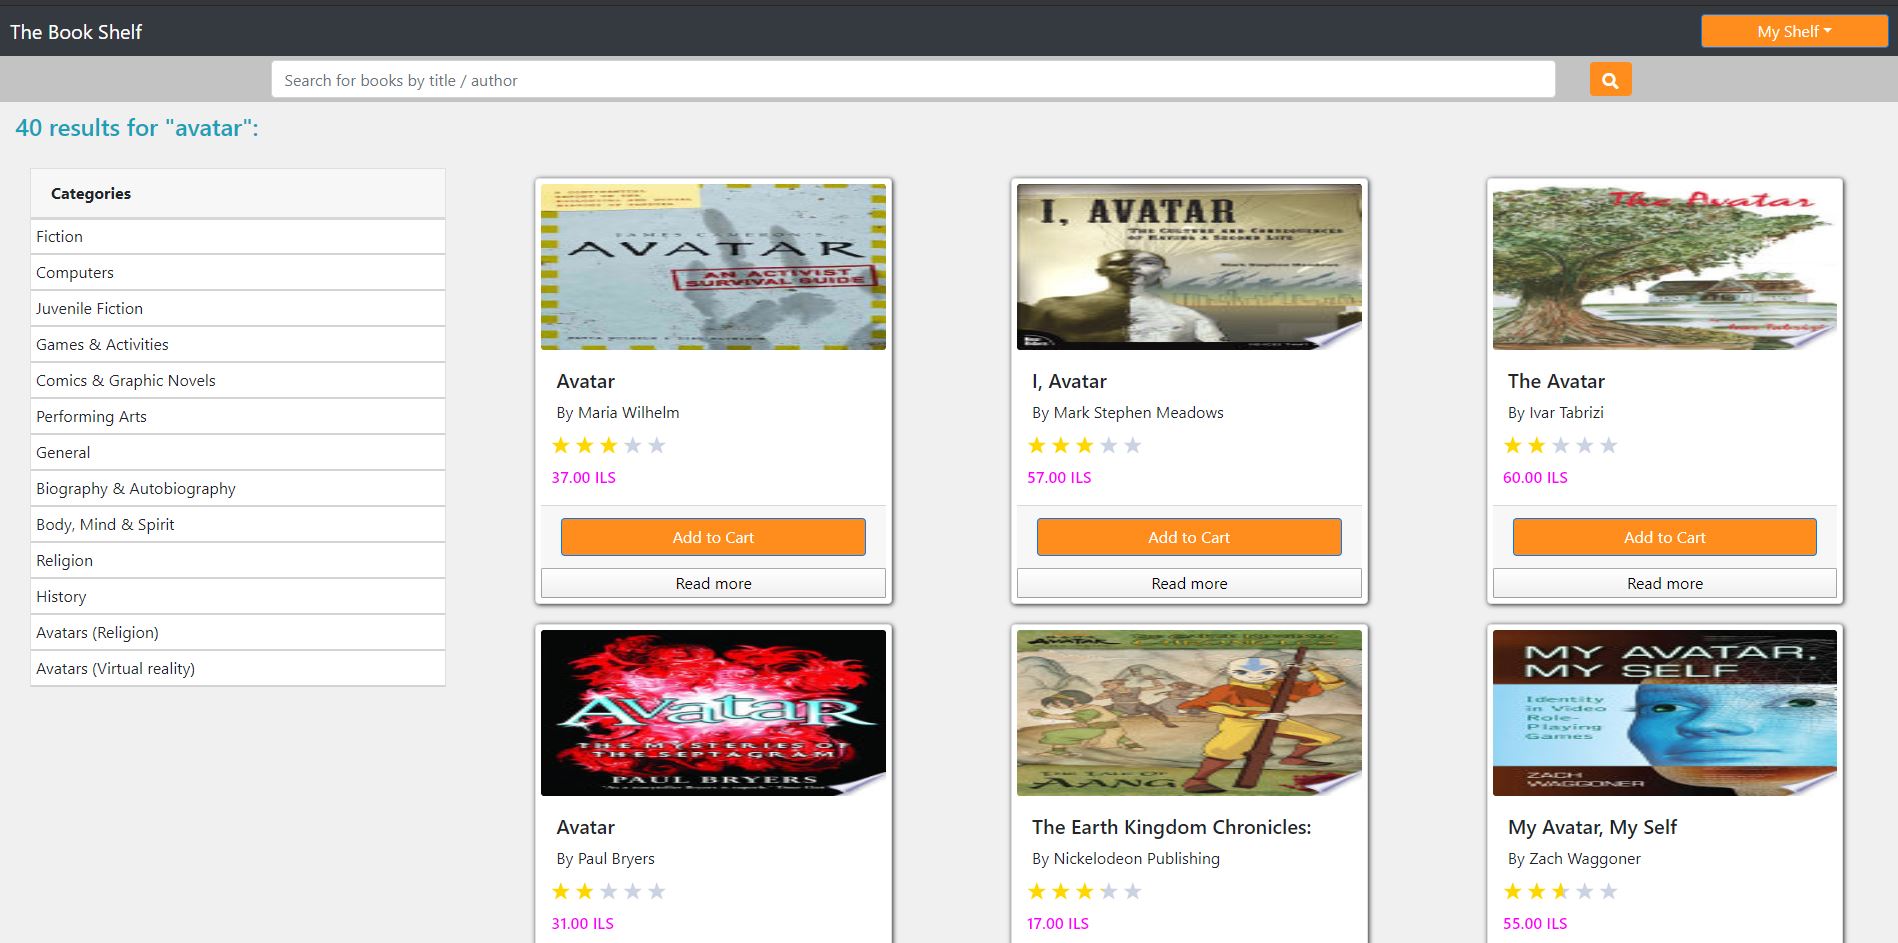 The Book Shelf
My Shelf
Search for books by title / author
40 results for "avatar":
Categories
Fiction
Computers
Juvenile Fiction
Games & Activities
Comics & Graphic Novels
Performing Arts
General
Biography & Autobiography
Body, Mind & Spirit
Religion
History
Avatars (Religion)
Avatars (Virtual reality)
JAMES CAMERON'S
AVATAR
AN ACTIVIST
SURVIVAL GUIDE
Avatar
By Maria Wilhelm
37.00 ILS
Add to Cart
Read more
I, AVATAR
THE CULTURE AND CONSEQUENCES
OF HAVING A SECOND LIFE
Mark Stephen Meadows
I, Avatar
By Mark Stephen Meadows
57.00 ILS
Add to Cart
Read more
The Avatar
Ivar Tabrizi
The Avatar
By Ivar Tabrizi
60.00 ILS
Add to Cart
Read more
AVATAR
THE MYSTERIES OF
THE SEPTAGRAM
PAUL BRYERS
Avatar
By Paul Bryers
31.00 ILS
AVATAR
THE TALE OF
AANG
The Earth Kingdom Chronicles:
By Nickelodeon Publishing
17.00 ILS
MY AVATAR,
MY SELF
Identity
in Video
Role-
Playing
Games
ZACH
WAGGONER
My Avatar, My Self
By Zach Waggoner
55.00 ILS